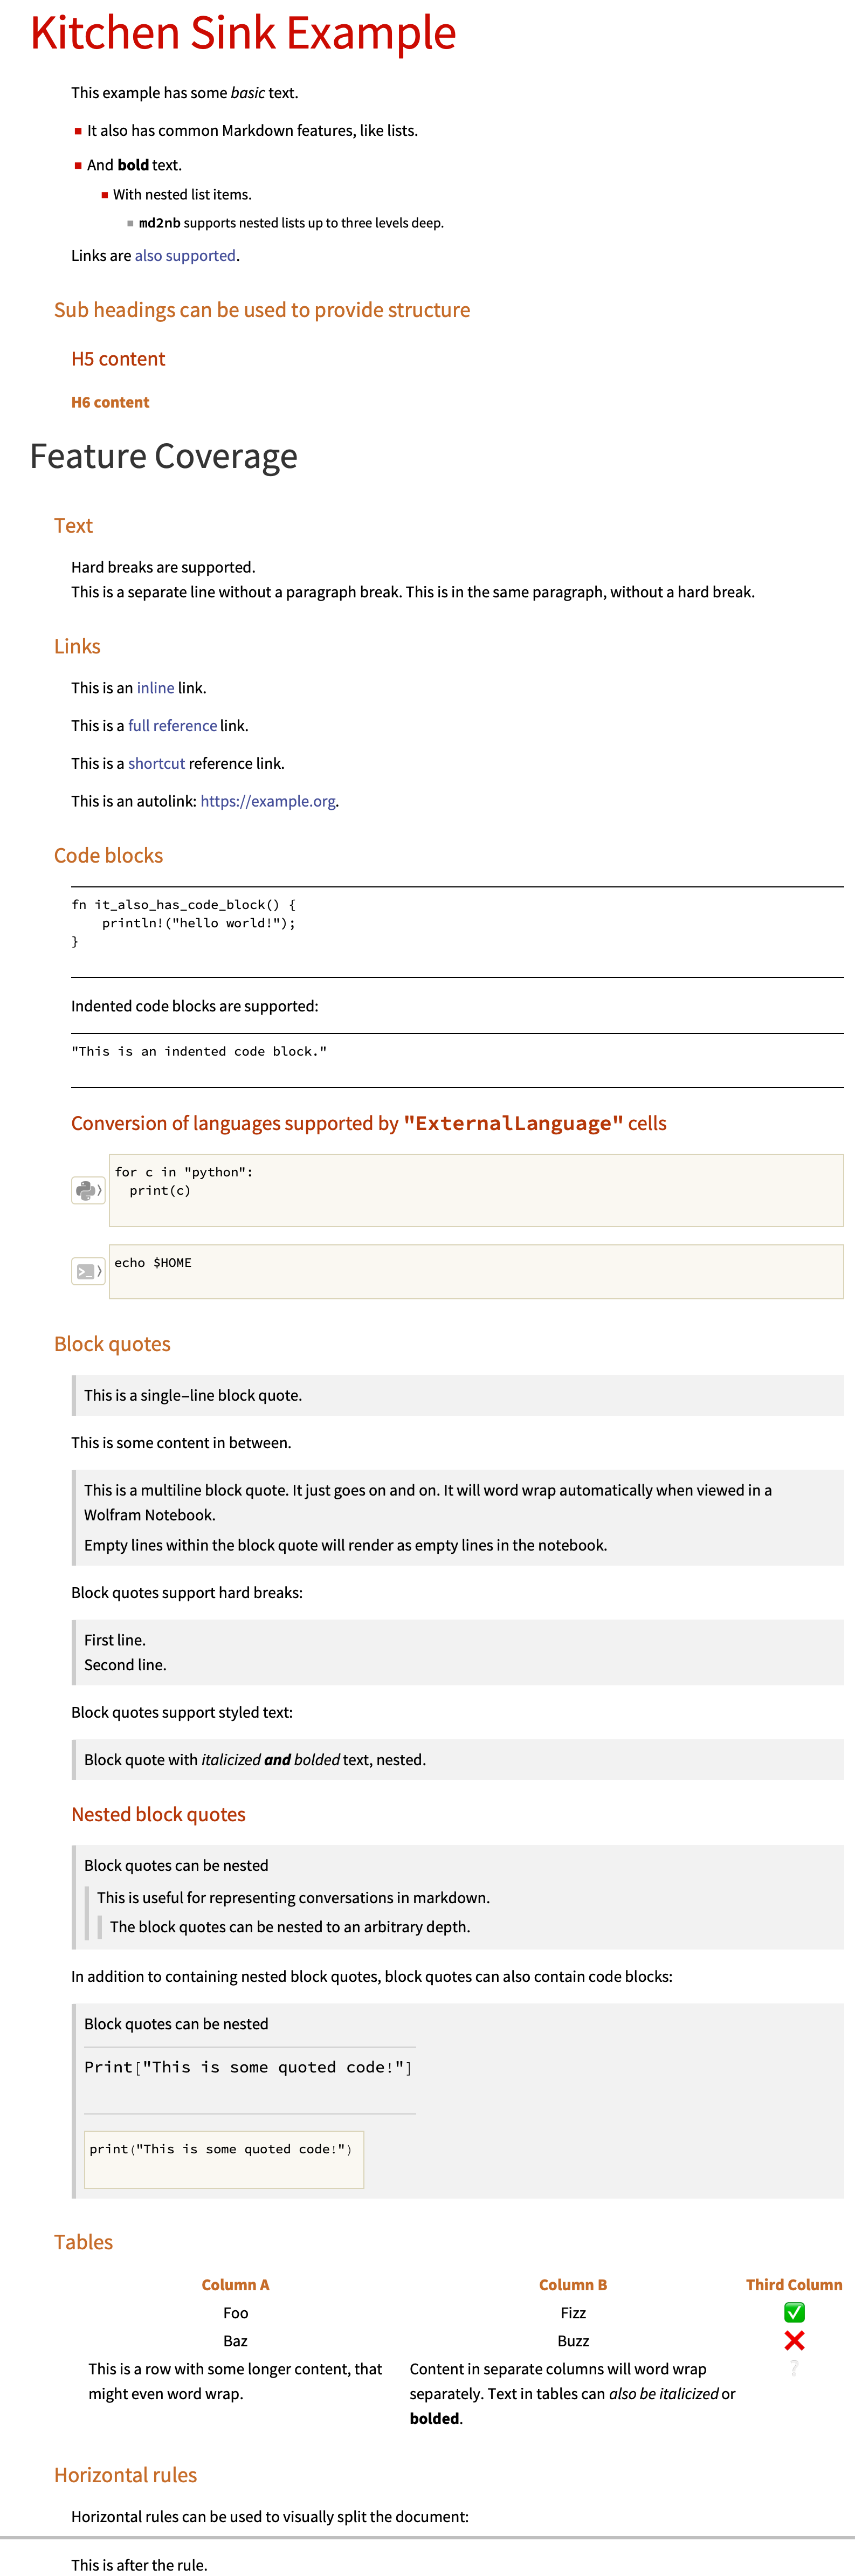 Kitchen Sink Example
This example has some basic text.
It also has common Markdown features, like lists.
And bold text.
With nested list items.
md2nb supports nested lists up to three levels deep.
Links are also supported.
Sub headings can be used to provide structure
H5 content
H6 content
Feature Coverage
Text
Hard breaks are supported.
This is a separate line without a paragraph break. This is in the same paragraph, without a hard break.
Links
This is an inline link.
This is a full reference link.
This is a shortcut reference link.
This is an autolink: https://example.org.
Code blocks
fn it_also_has_code_block() {
    println!("hello world!");
}
Indented code blocks are supported:
"This is an indented code block."
Conversion of languages supported by "ExternalLanguage" cells
for c in "python":
  print(c)
echo $HOME
Block quotes
This is a single–line block quote.
This is some content in between.
This is a multiline block quote. It just goes on and on. It will word wrap automatically when viewed in a
Wolfram Notebook.
Empty lines within the block quote will render as empty lines in the notebook.
Block quotes support hard breaks:
First line.
Second line.
Block quotes support styled text:
Block quote with italicized and bolded text, nested.
Nested block quotes
Block quotes can be nested
This is useful for representing conversations in markdown.
The block quotes can be nested to an arbitrary depth.
In addition to containing nested block quotes, block quotes can also contain code blocks:
Block quotes can be nested
Print["This is some quoted code!"]
print("This is some quoted code!")
Tables
Column A Column B Third Column
Foo Fizz ✅
Baz Buzz ❌
This is a row with some longer content, that Content in separate columns will word wrap ❔
might even word wrap. separately. Text in tables can also be italicized or
bolded.
Horizontal rules
Horizontal rules can be used to visually split the document:
This is after the rule.